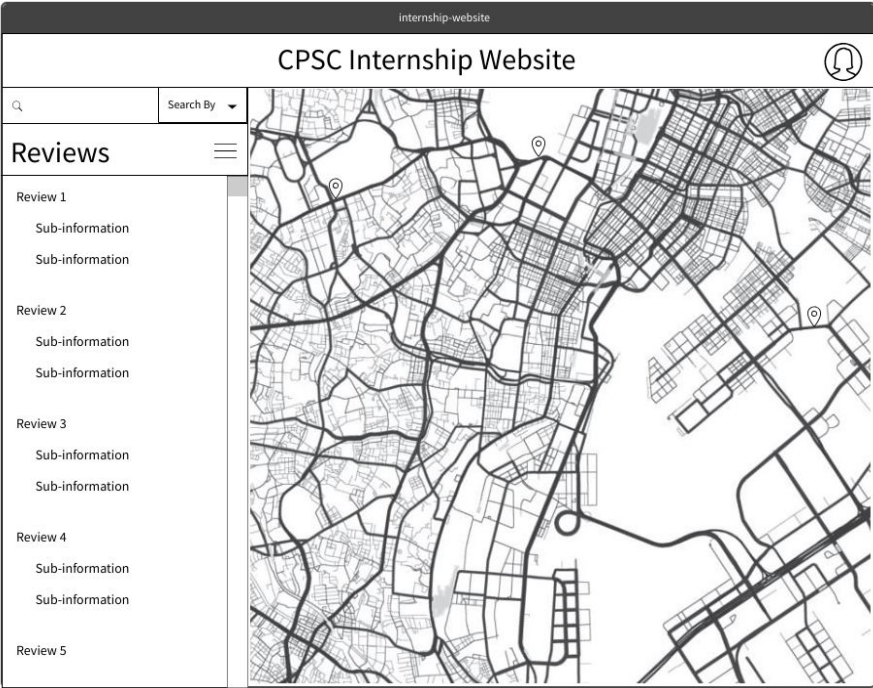 internship-website
CPSC Internship Website
Search By
Reviews
Review 1
Sub-information
Sub-information
Review 2
Sub-information
Sub-information
Review 3
Sub-information
Sub-information
Review 4
Sub-information
Sub-information
Review 5